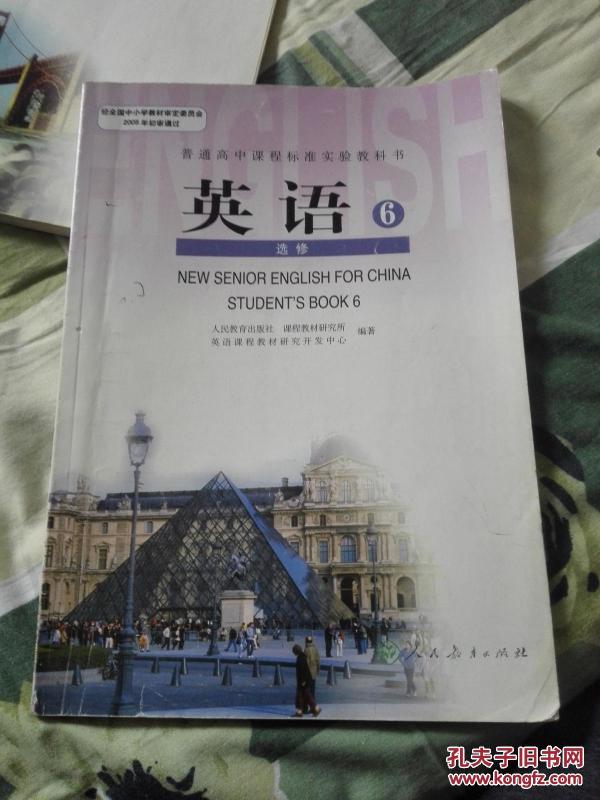 ENGLISH
经全国中小学教材审定委员会
2005年初审通过
普通高中课程标准实验教科书
英语 6
选修
NEW SENIOR ENGLISH FOR CHINA
STUDENT'S BOOK 6
人民教育出版社 课程教材研究所
英语课程教材研究开发中心
编著
人民教育出版社
孔夫子旧书网
www.kongfz.com